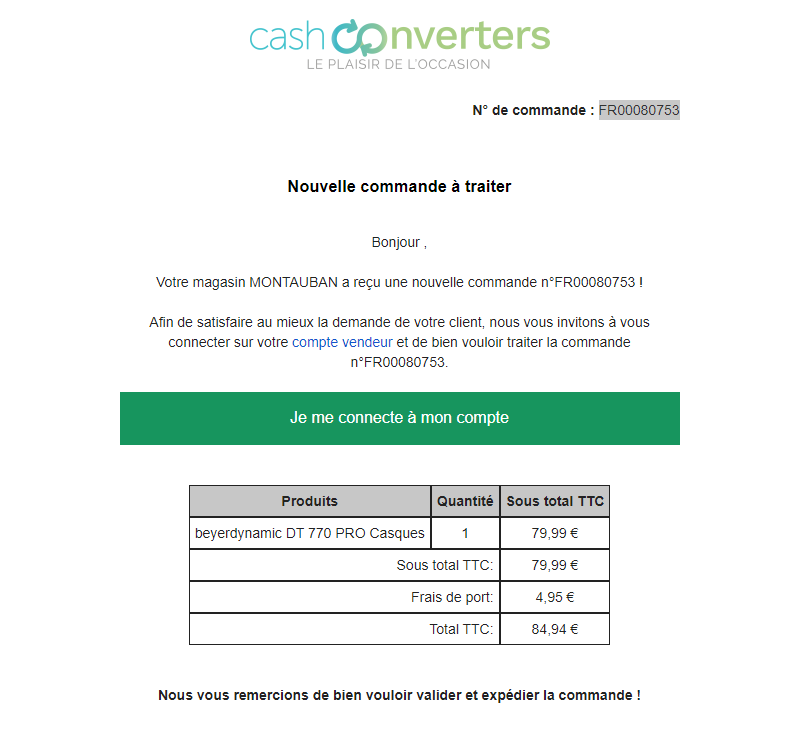 cash converters
LE PLAISIR DE L'OCCASION
N° de commande : FR00080753
Nouvelle commande à traiter
Bonjour ,
Votre magasin MONTAUBAN a reçu une nouvelle commande n°FR00080753 !
Afin de satisfaire au mieux la demande de votre client, nous vous invitons à vous
connecter sur votre compte vendeur et de bien vouloir traiter la commande
n°FR00080753.
Je me connecte à mon compte
Produits Quantité Sous total TTC
beyerdynamic DT 770 PRO Casques 1 79,99 €
Sous total TTC: 79,99 €
Frais de port: 4,95 €
Total TTC: 84,94 €
Nous vous remercions de bien vouloir valider et expédier la commande !